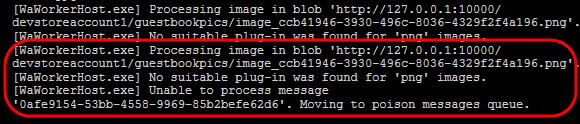 [WaWorkerHost.exe] Processing image in blob 'http://127.0.0.1:10000/
devstoreaccount1/guestbookpics/image_ccb41946-3930-496c-8036-4329f2f4a196.png'.
[WaWorkerHost.exe] No suitable plug-in was found for 'png' images.
[WaWorkerHost.exe] Processing image in blob 'http://127.0.0.1:10000/
devstoreaccount1/guestbookpics/image_ccb41946-3930-496c-8036-4329f2f4a196.png'.
[WaWorkerHost.exe] No suitable plug-in was found for 'png' images.
[WaWorkerHost.exe] Unable to process message
'0afe9154-53bb-4558-9969-85b2befe62d6'. Moving to poison messages queue.